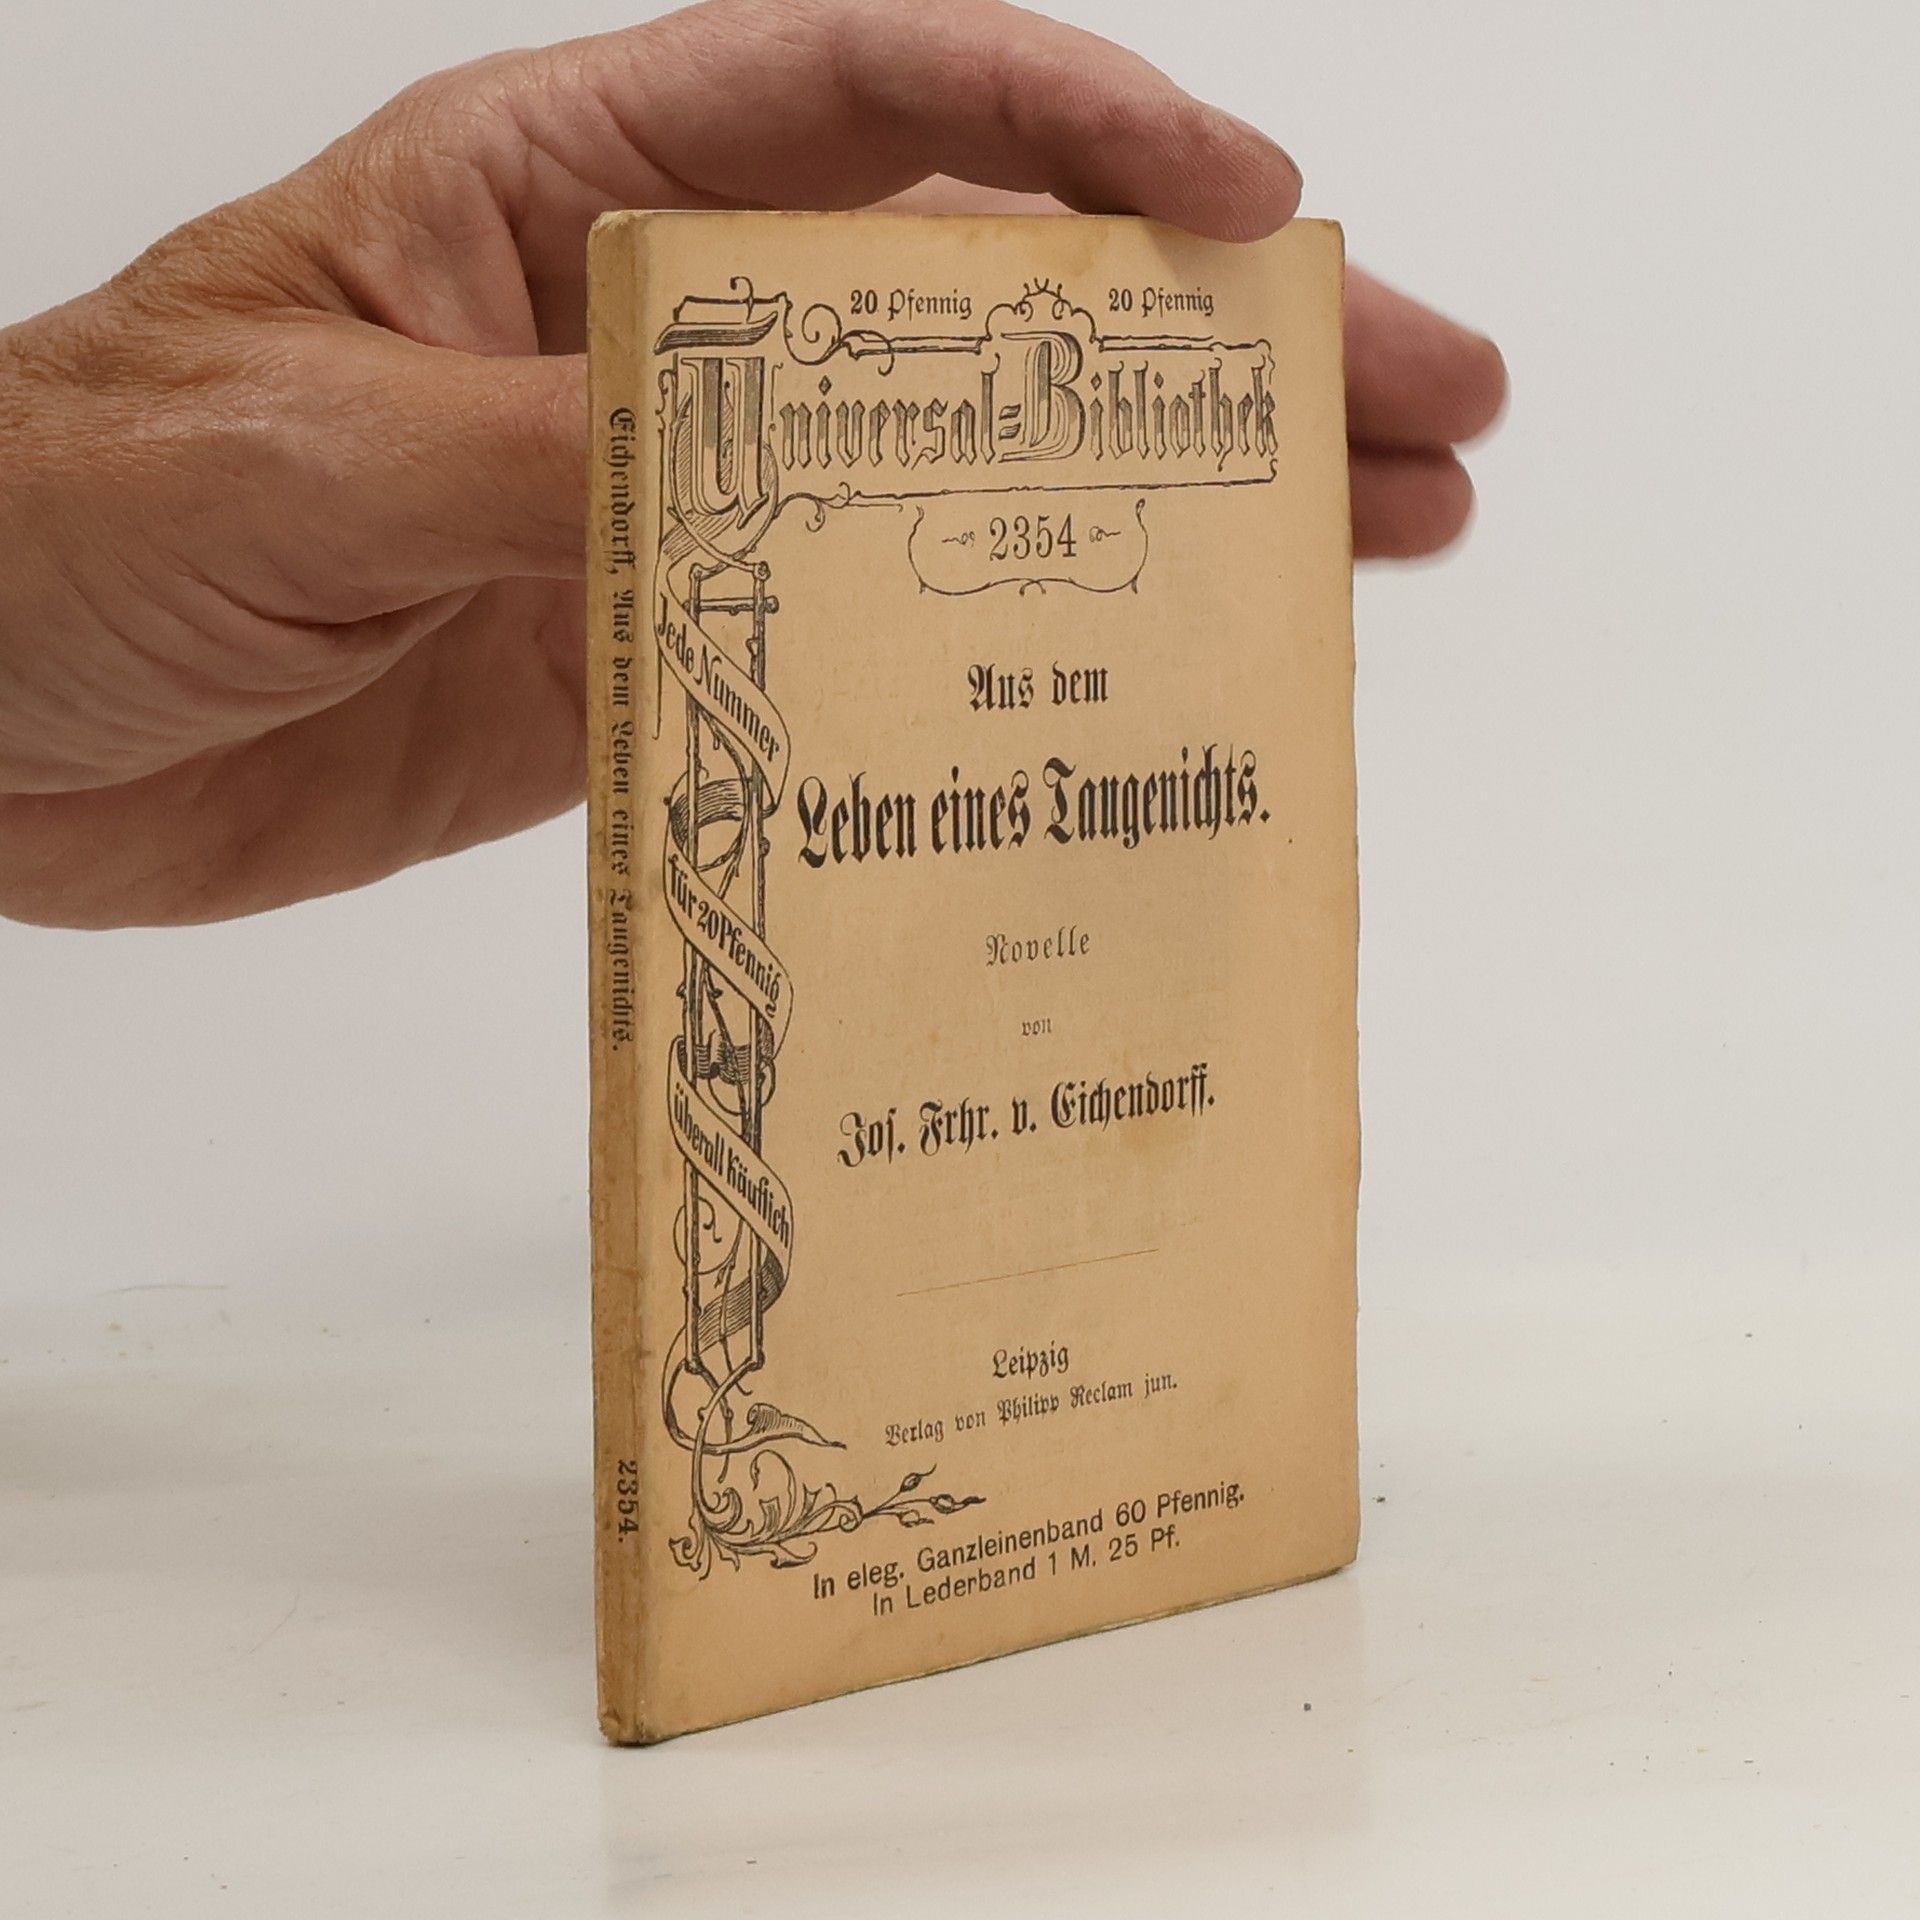 20 Pfennig 20 Pfennig
Universal=Bibliothek
2354
Jede Nummer
für 20 Pfennig
überall käuflich
Aus dem
Leben eines Taugenichts.
Novelle
von
Jos. Frhr. v. Eichendorff.
Leipzig
Verlag von Philipp Reclam jun.
In eleg. Ganzleinenband 60 Pfennig.
In Lederband 1 M. 25 Pf.
Eichendorff, Aus dem Leben eines Taugenichts. 2354.